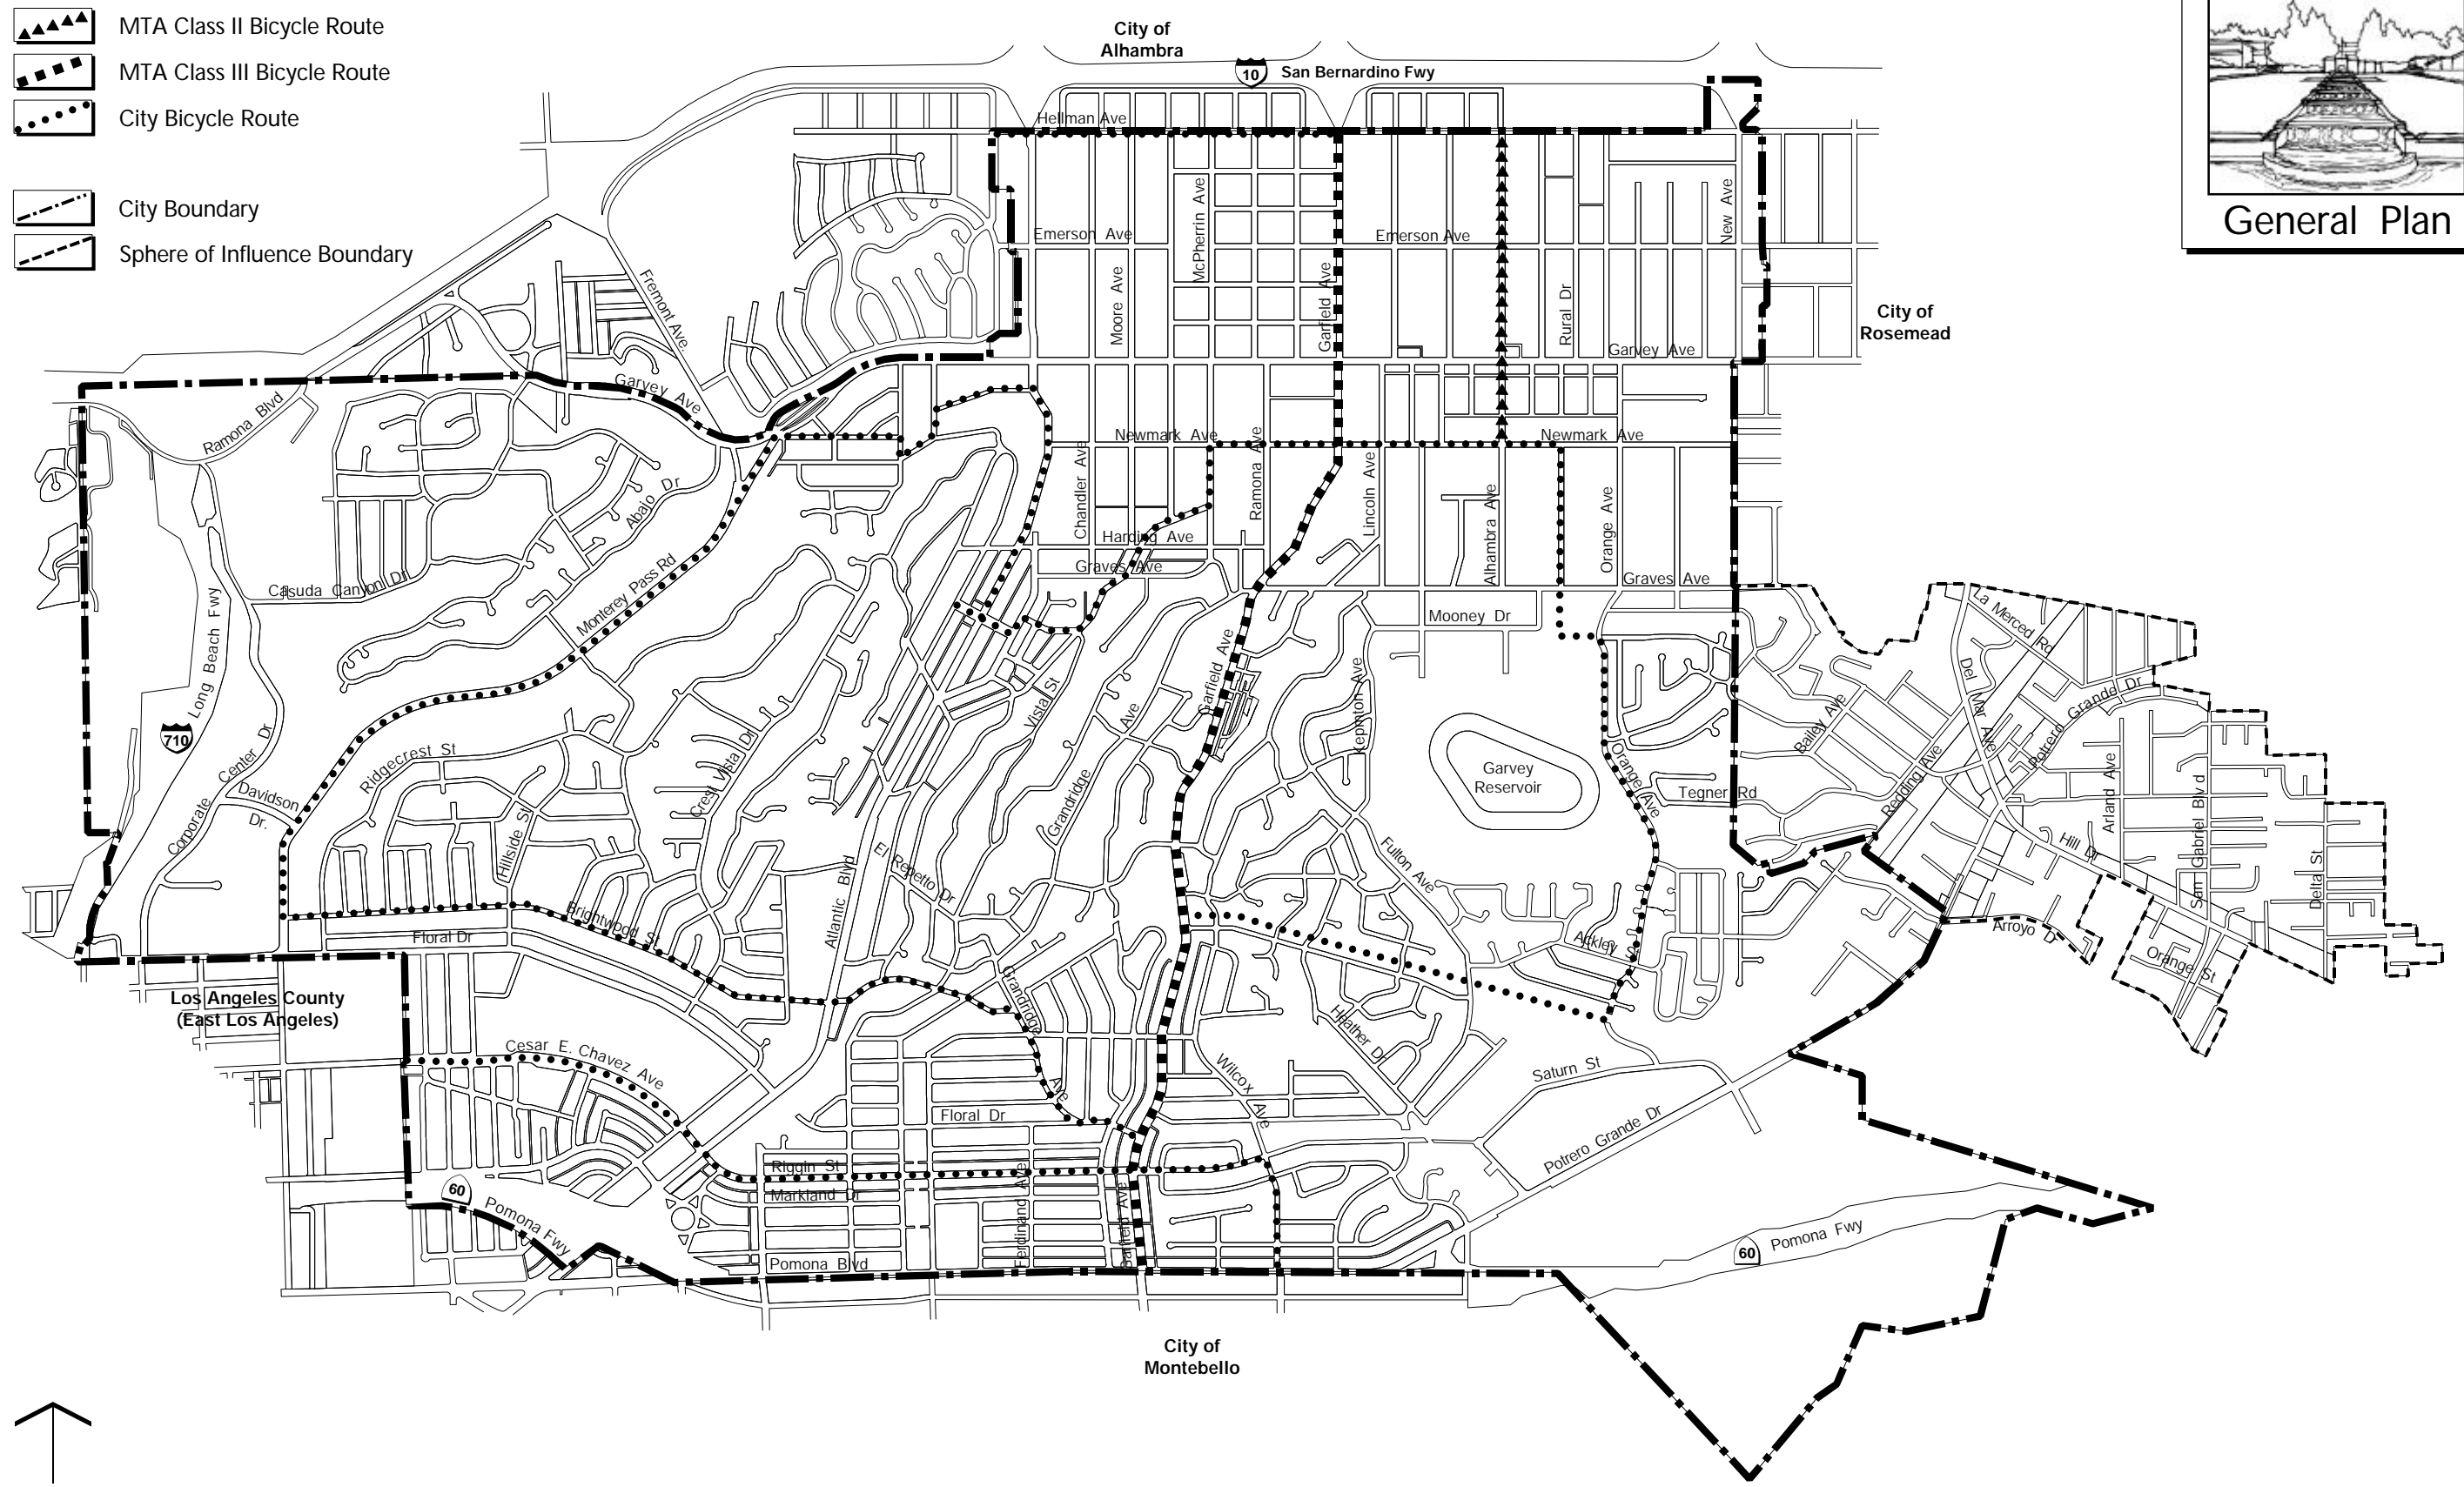 MTA Class II Bicycle Route
MTA Class III Bicycle Route
City Bicycle Route
City Boundary
Sphere of Influence Boundary
General Plan
City of
Alhambra
10
San Bernardino Fwy
Hellman Ave
Emerson Ave
Emerson Ave
McPherrin Ave
Moore Ave
Garfield Ave
Rural Dr
New Ave
Garvey Ave
City of
Rosemead
Fremont Ave.
Garvey Ave
Ramona Blvd
Newmark Ave
Newmark Ave
Chandler Ave
Ramona Ave
Lincoln Ave
Alhambra Ave
Orange Ave
Abajo Dr
Harding Ave
Graves Ave
Graves Ave
Casuda Canyon Dr
Monterey Pass Rd
Mooney Dr
Long Beach Fwy
710
La Merced Rd
Del Mar Ave
Potrero Grande Dr
Garfield Ave
Kempton Ave
Vista St
Bailey Ave
Redding Ave
Arland Ave
San Gabriel Blvd
Delta St
Hill Dr
Center Dr
Corporate
Davidson
Dr.
Ridgecrest St
Crest Vista Dr
Grandridge Ave
Garvey
Reservoir
Orange Ave
Tegner Rd
Hillside St
El Repetto Dr
Fulton Ave
Atlantic Blvd
Brightwood St
Floral Dr
Ackley St
Arroyo Dr
Orange St
Los Angeles County
(East Los Angeles)
Grandridge Ave
Heather Dr
Cesar E. Chavez Ave
Wilcox Ave
Saturn St
Floral Dr
Potrero Grande Dr
Riggin St
Markland Dr
Ferdinand Ave
Garfield Ave
60
Pomona Fwy
60
Pomona Fwy
Pomona Blvd
City of
Montebello